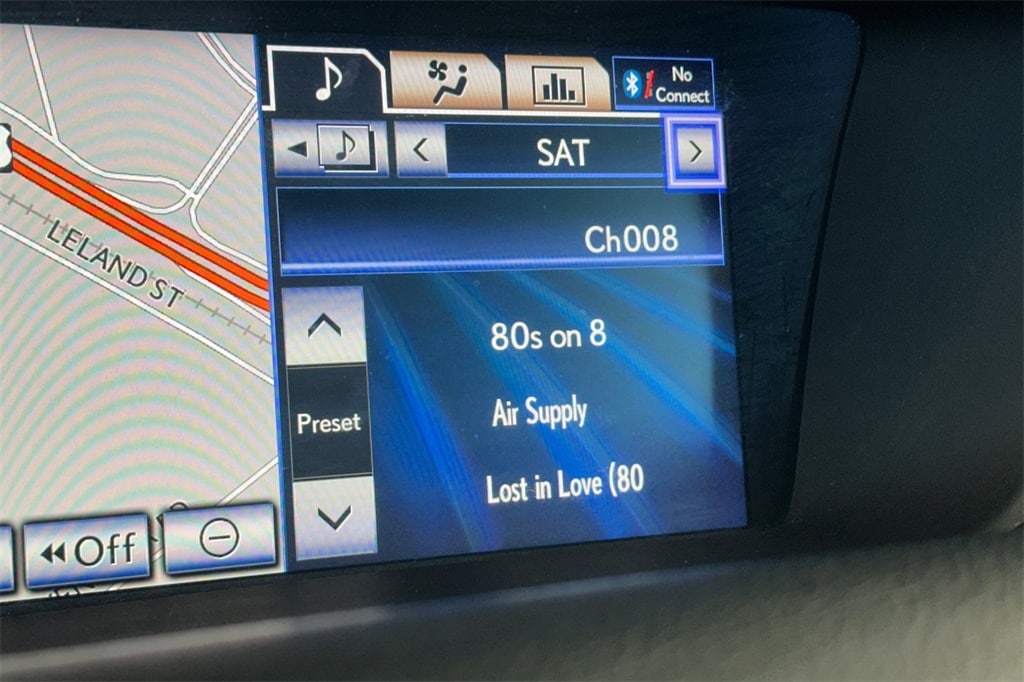 No
Connect
SAT
Ch008
LELAND ST
80s on 8
Preset
Air Supply
Lost in Love (80
Off